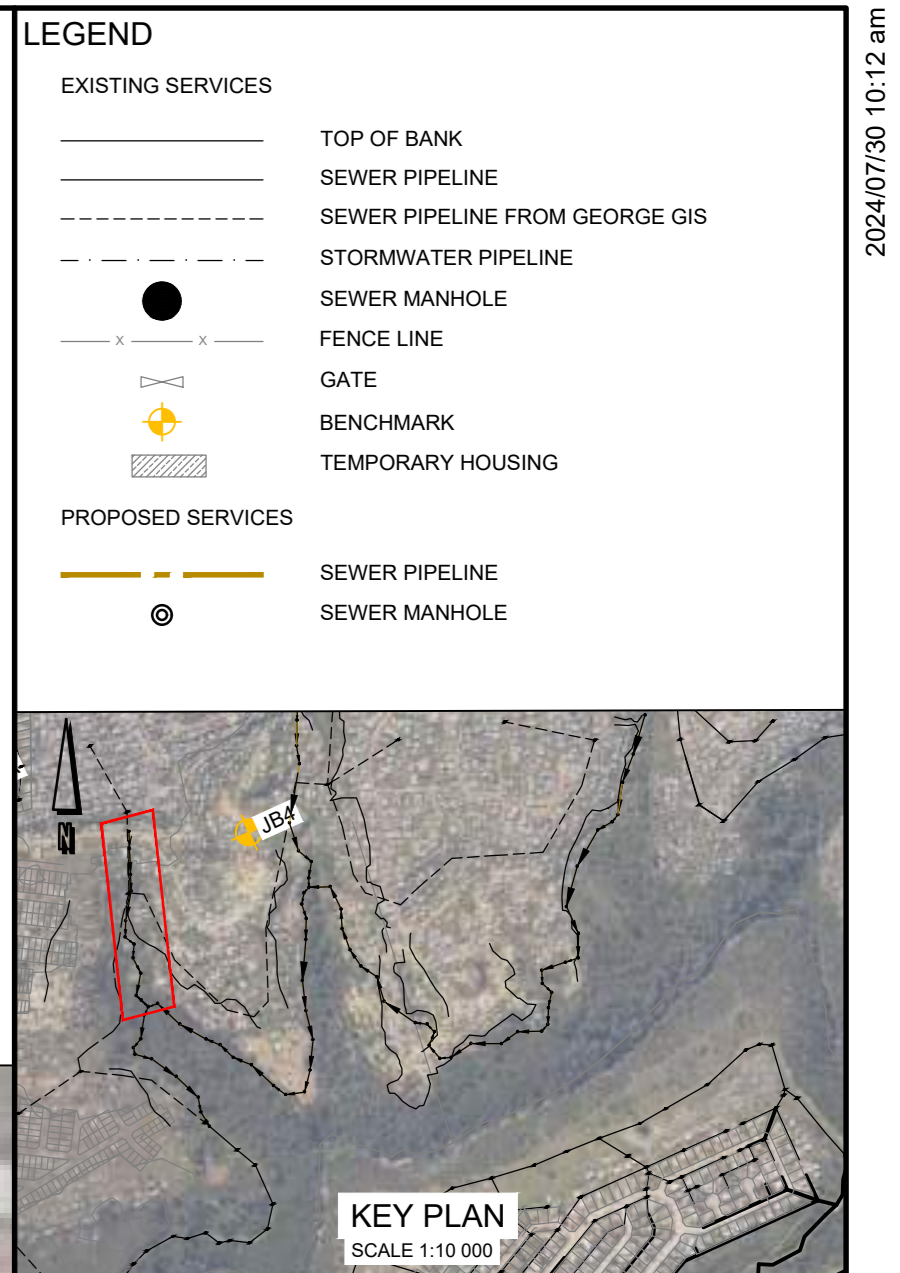 LEGEND
EXISTING SERVICES
TOP OF BANK
SEWER PIPELINE
SEWER PIPELINE FROM GEORGE GIS
STORMWATER PIPELINE
SEWER MANHOLE
x x
FENCE LINE
GATE
BENCHMARK
TEMPORARY HOUSING
PROPOSED SERVICES
SEWER PIPELINE
SEWER MANHOLE
N
JB4
KEY PLAN
SCALE 1:10 000
2024/07/30 10:12 am